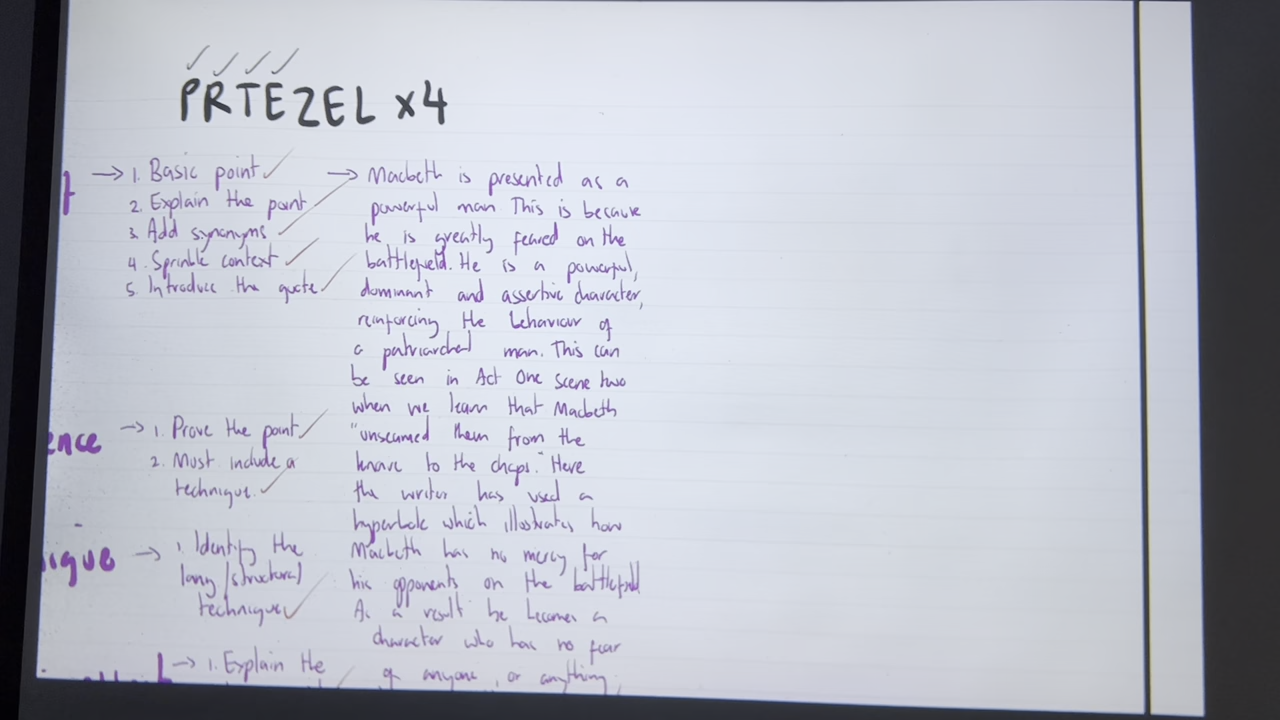 PRTEZEL x4
→ 1. Basic point ✓
2. Explain the point
3. Add synonyms ✓
4. Sprinkle context ✓
5. Introduce the quote ✓
→ Macbeth is presented as a
powerful man This is because
he is greatly feared on the
battlefield. He is a powerful,
dominant and assertive character,
reinforcing the behaviour of
a patriarchal man. This can
be seen in Act One scene two
when we learn that Macbeth
"unseamed them from the
knave to the chaps." Here
the writer has used a
hyperbole which illustrates how
Macbeth has no mercy for
his opponents on the battlefield
As a result he becomes a
character who has no fear
of anyone, or anything,
ence → 1. Prove the point ✓
2. Must include a
technique. ✓
ique → 1. Identify the
lang/structural
technique ✓
→ 1. Explain the